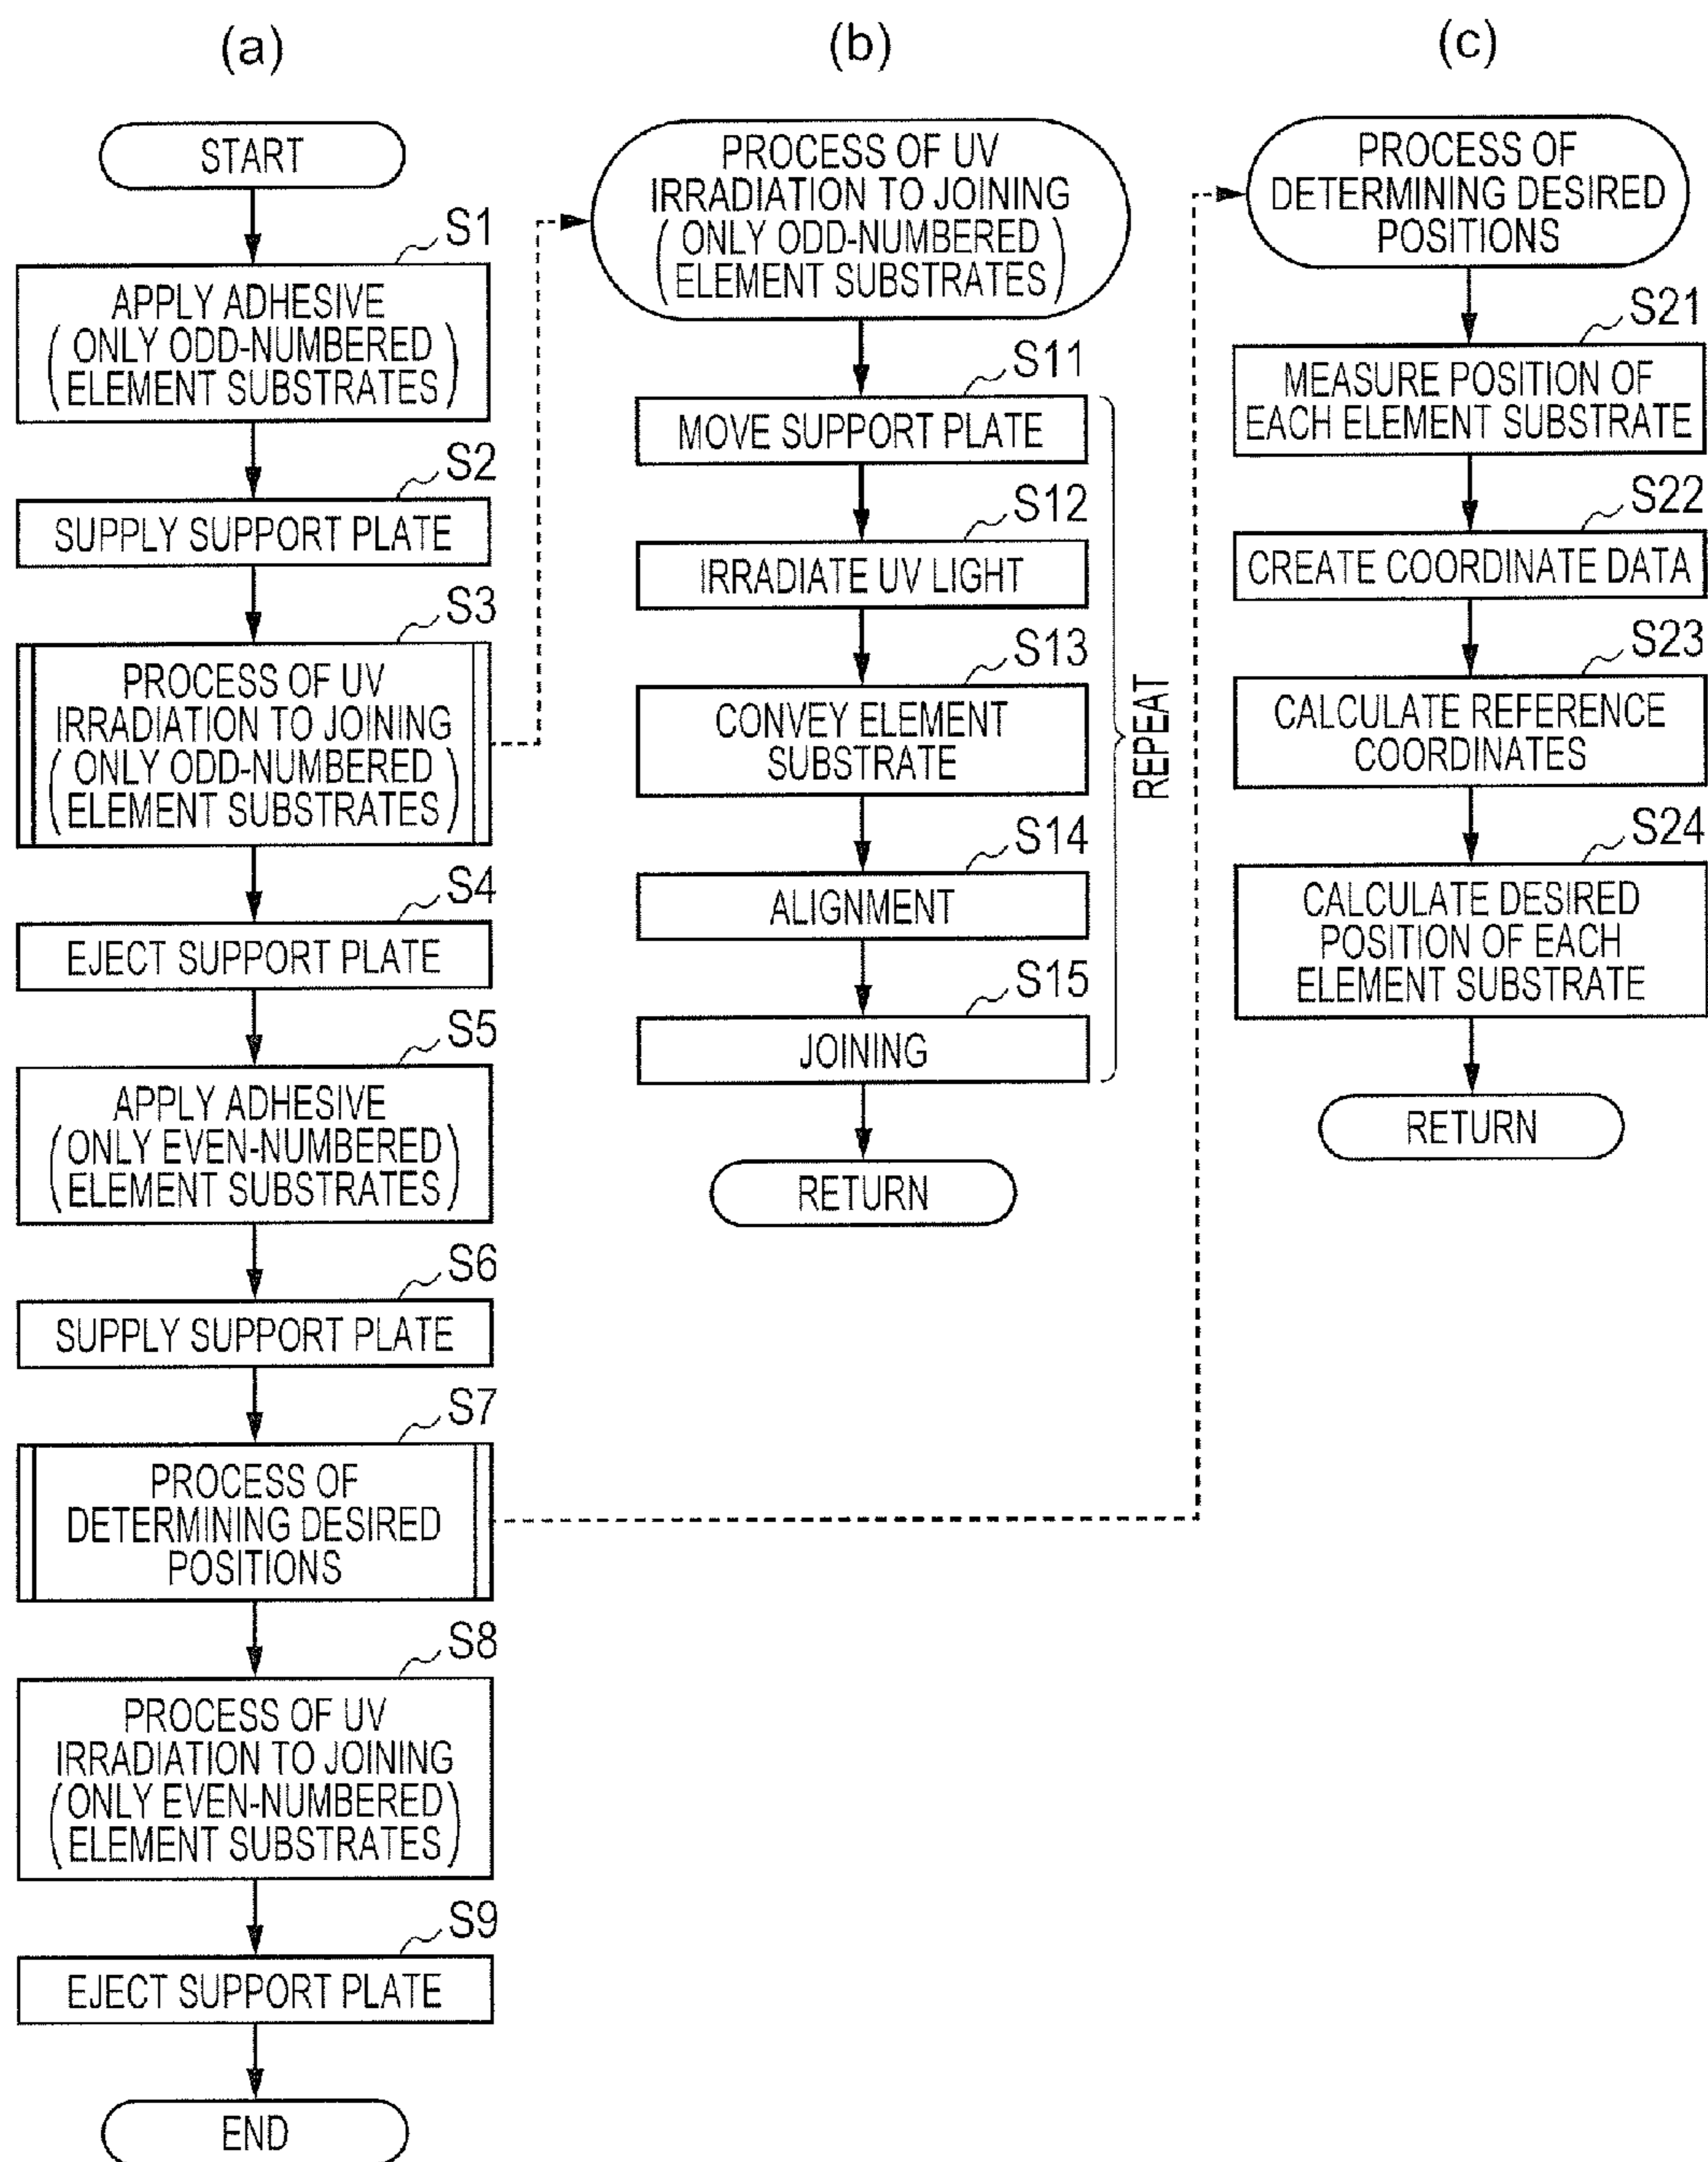 (a)
START
S1
APPLY ADHESIVE
(ONLY ODD-NUMBERED
ELEMENT SUBSTRATES)
S2
SUPPLY SUPPORT PLATE
S3
PROCESS OF UV
IRRADIATION TO JOINING
(ONLY ODD-NUMBERED
ELEMENT SUBSTRATES)
S4
EJECT SUPPORT PLATE
S5
APPLY ADHESIVE
(ONLY EVEN-NUMBERED
ELEMENT SUBSTRATES)
S6
SUPPLY SUPPORT PLATE
S7
PROCESS OF
DETERMINING DESIRED
POSITIONS
S8
PROCESS OF UV
IRRADIATION TO JOINING
(ONLY EVEN-NUMBERED
ELEMENT SUBSTRATES)
S9
EJECT SUPPORT PLATE
END
(b)
PROCESS OF UV
IRRADIATION TO JOINING
(ONLY ODD-NUMBERED
ELEMENT SUBSTRATES)
S11
MOVE SUPPORT PLATE
S12
IRRADIATE UV LIGHT
S13
CONVEY ELEMENT
SUBSTRATE
S14
ALIGNMENT
S15
JOINING
REPEAT
RETURN
(c)
PROCESS OF
DETERMINING DESIRED
POSITIONS
S21
MEASURE POSITION OF
EACH ELEMENT SUBSTRATE
S22
CREATE COORDINATE DATA
S23
CALCULATE REFERENCE
COORDINATES
S24
CALCULATE DESIRED
POSITION OF EACH
ELEMENT SUBSTRATE
RETURN